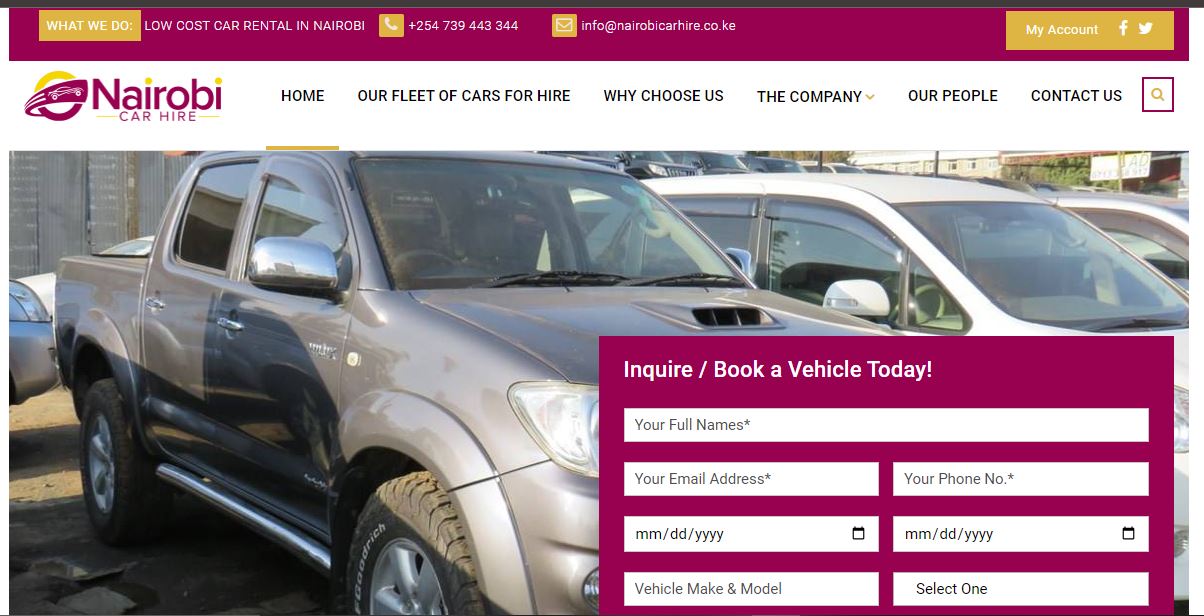 WHAT WE DO: LOW COST CAR RENTAL IN NAIROBI +254 739 443 344 info@nairobicarhire.co.ke My Account
Nairobi
CAR HIRE
HOME OUR FLEET OF CARS FOR HIRE WHY CHOOSE US THE COMPANY OUR PEOPLE CONTACT US
HILUX
Inquire / Book a Vehicle Today!
Your Full Names*
Your Email Address* Your Phone No.*
mm/dd/yyyy mm/dd/yyyy
Vehicle Make & Model Select One
BFGoodrich